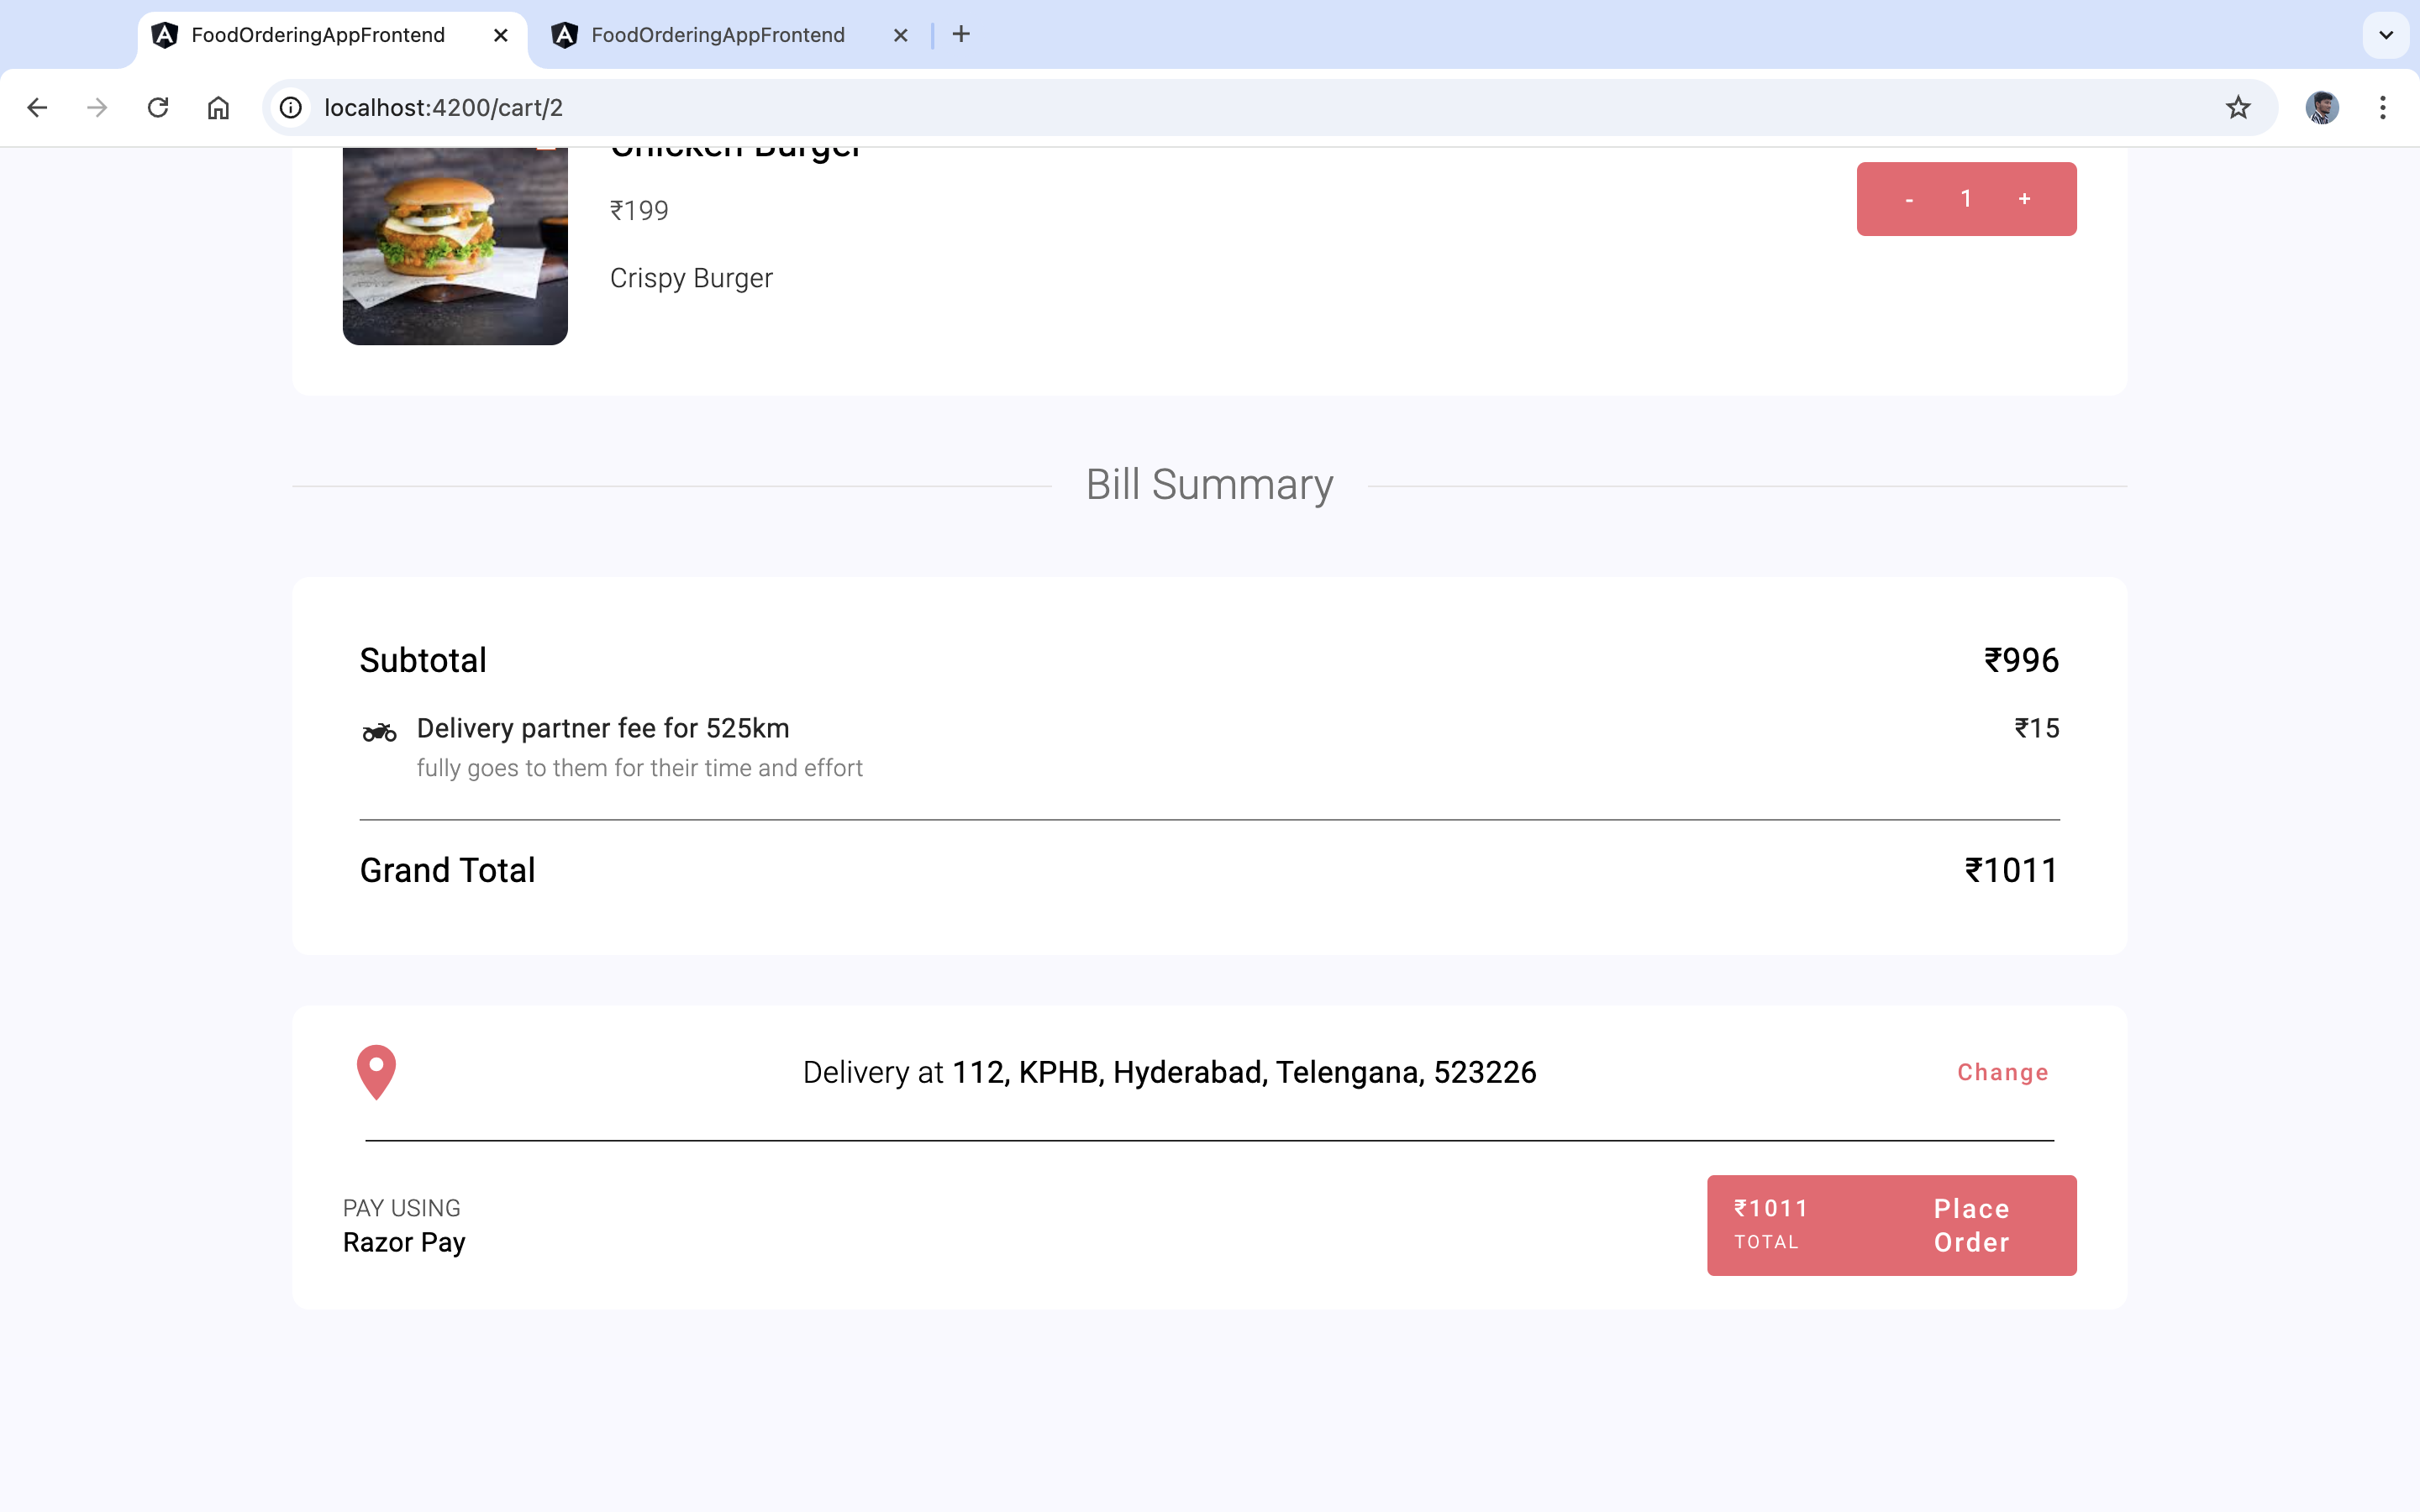 FoodOrderingAppFrontend
FoodOrderingAppFrontend
localhost:4200/cart/2
Chicken Burger
₹199
Crispy Burger
- 1 +
Bill Summary
Subtotal ₹996
Delivery partner fee for 525km ₹15
fully goes to them for their time and effort
Grand Total ₹1011
Delivery at 112, KPHB, Hyderabad, Telengana, 523226 Change
PAY USING
Razor Pay
₹1011
TOTAL
Place
Order